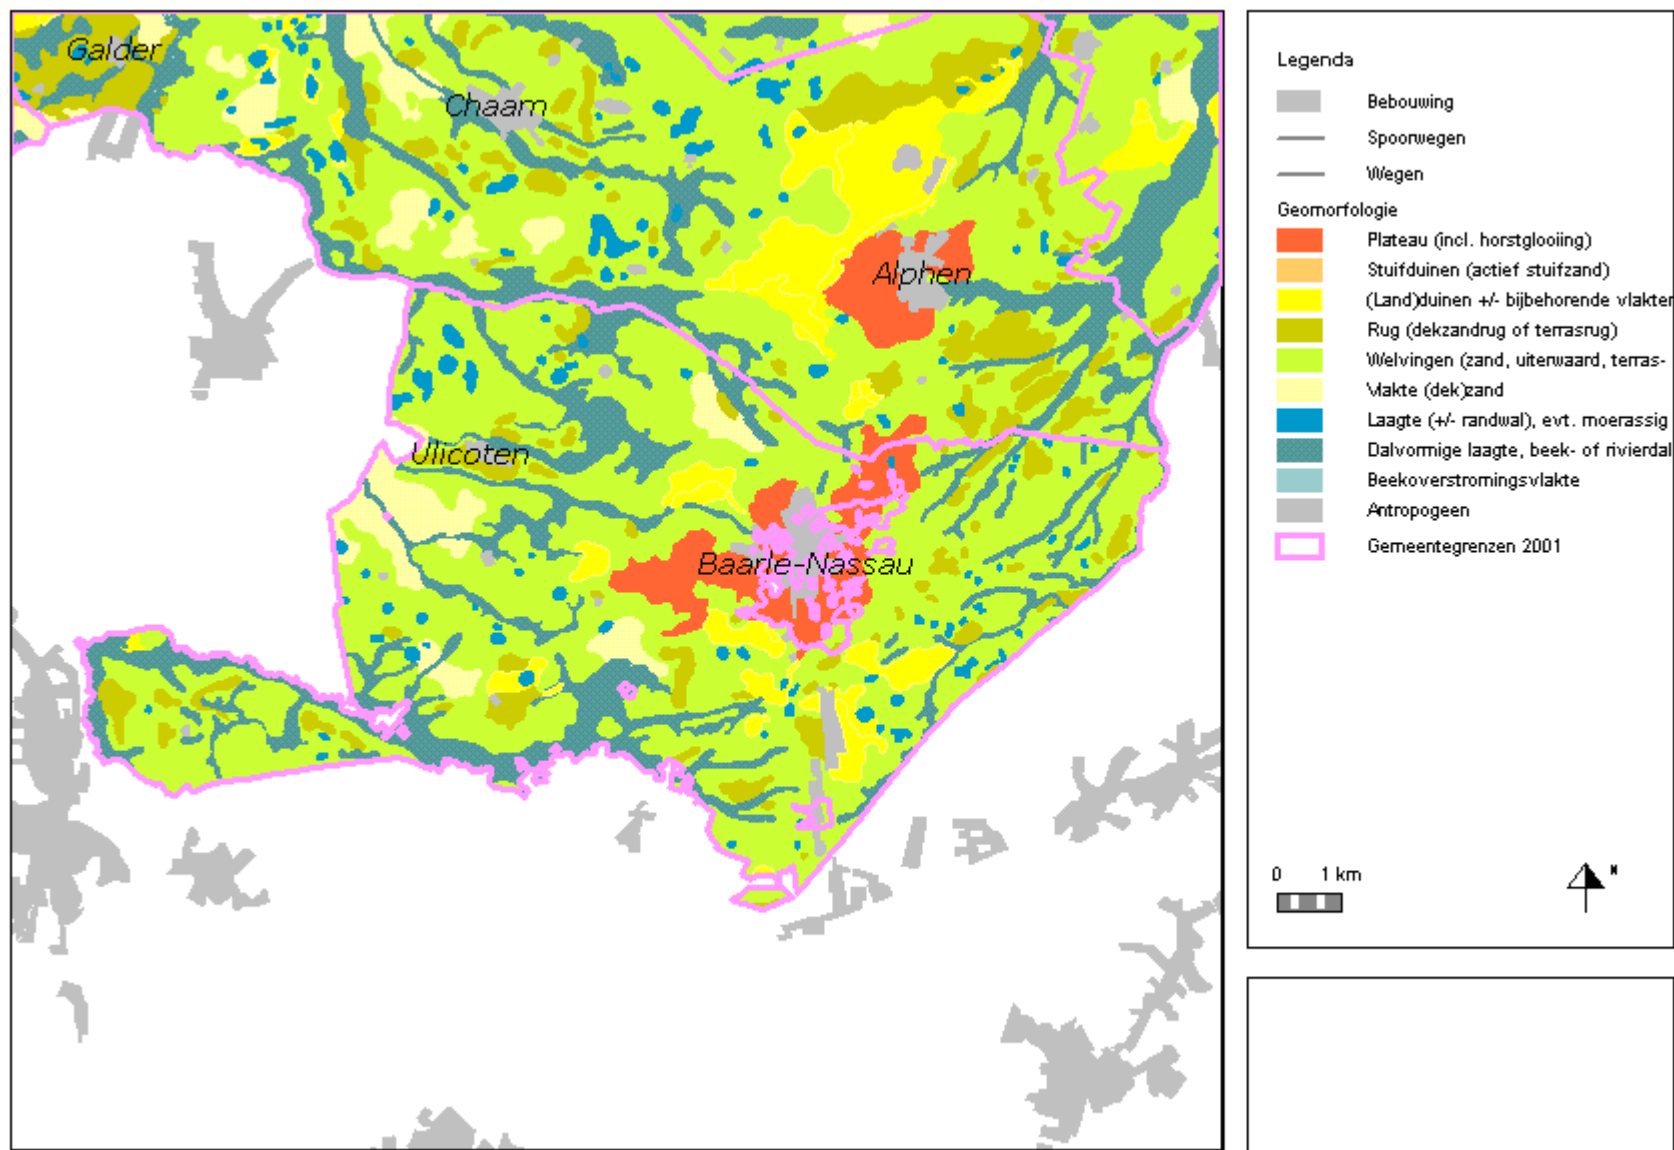 Galder
Chaam
Alphen
Ulicoten
Baarle-Nassau
Legenda
Bebouwing
Spoorwegen
Wegen
Geomorfologie
Plateau (incl. horstglooiing)
Stuifduinen (actief stuifzand)
(Land)duinen +/- bijbehorende vlakten
Rug (dekzandrug of terrasrug)
Welvingen (zand, uiterwaard, terras-
Vlakte (dek)zand
Laagte (+/- randwal), evt. moerassig
Dalvormige laagte, beek- of rivierdal
Beekoverstromingsvlakte
Antropogeen
Gemeentegrenzen 2001
0 1 km
N